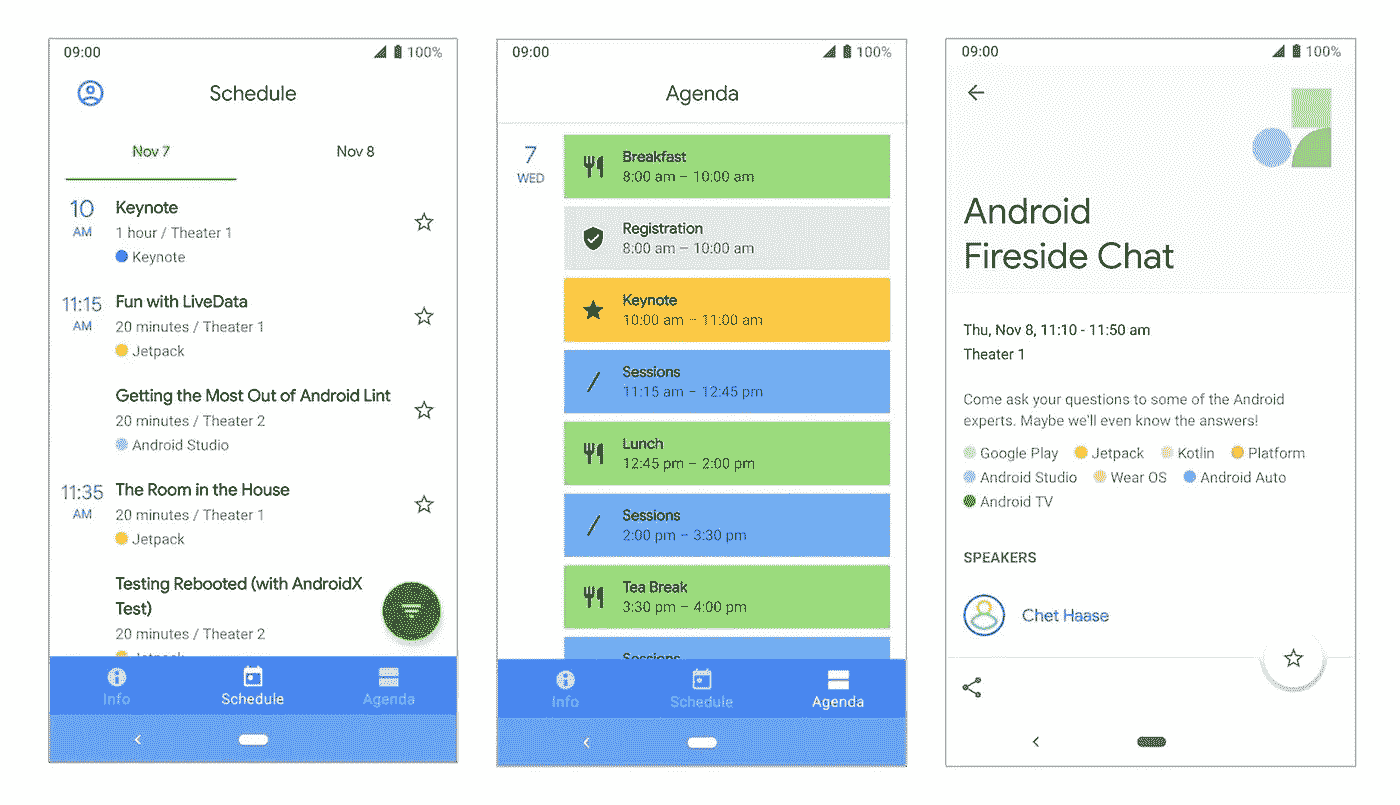 09:00 100%
Schedule
Nov 7 Nov 8
10 Keynote
AM 1 hour / Theater 1
Keynote
11:15 Fun with LiveData
AM 20 minutes / Theater 1
Jetpack
Getting the Most Out of Android Lint
20 minutes / Theater 2
Android Studio
11:35 The Room in the House
AM 20 minutes / Theater 1
Jetpack
Testing Rebooted (with AndroidX
Test)
20 minutes / Theater 2
Jetpack
Info Schedule Agenda
09:00 100%
Agenda
7 Breakfast
WED 8:00 am – 10:00 am
Registration
8:00 am – 10:00 am
Keynote
10:00 am – 11:00 am
Sessions
11:15 am – 12:45 pm
Lunch
12:45 pm – 2:00 pm
Sessions
2:00 pm – 3:30 pm
Tea Break
3:30 pm – 4:00 pm
Sessions
Info Schedule Agenda
09:00 100%
Android
Fireside Chat
Thu, Nov 8, 11:10 - 11:50 am
Theater 1
Come ask your questions to some of the Android
experts. Maybe we'll even know the answers!
Google Play Jetpack Kotlin Platform
Android Studio Wear OS Android Auto
Android TV
SPEAKERS
Chet Haase